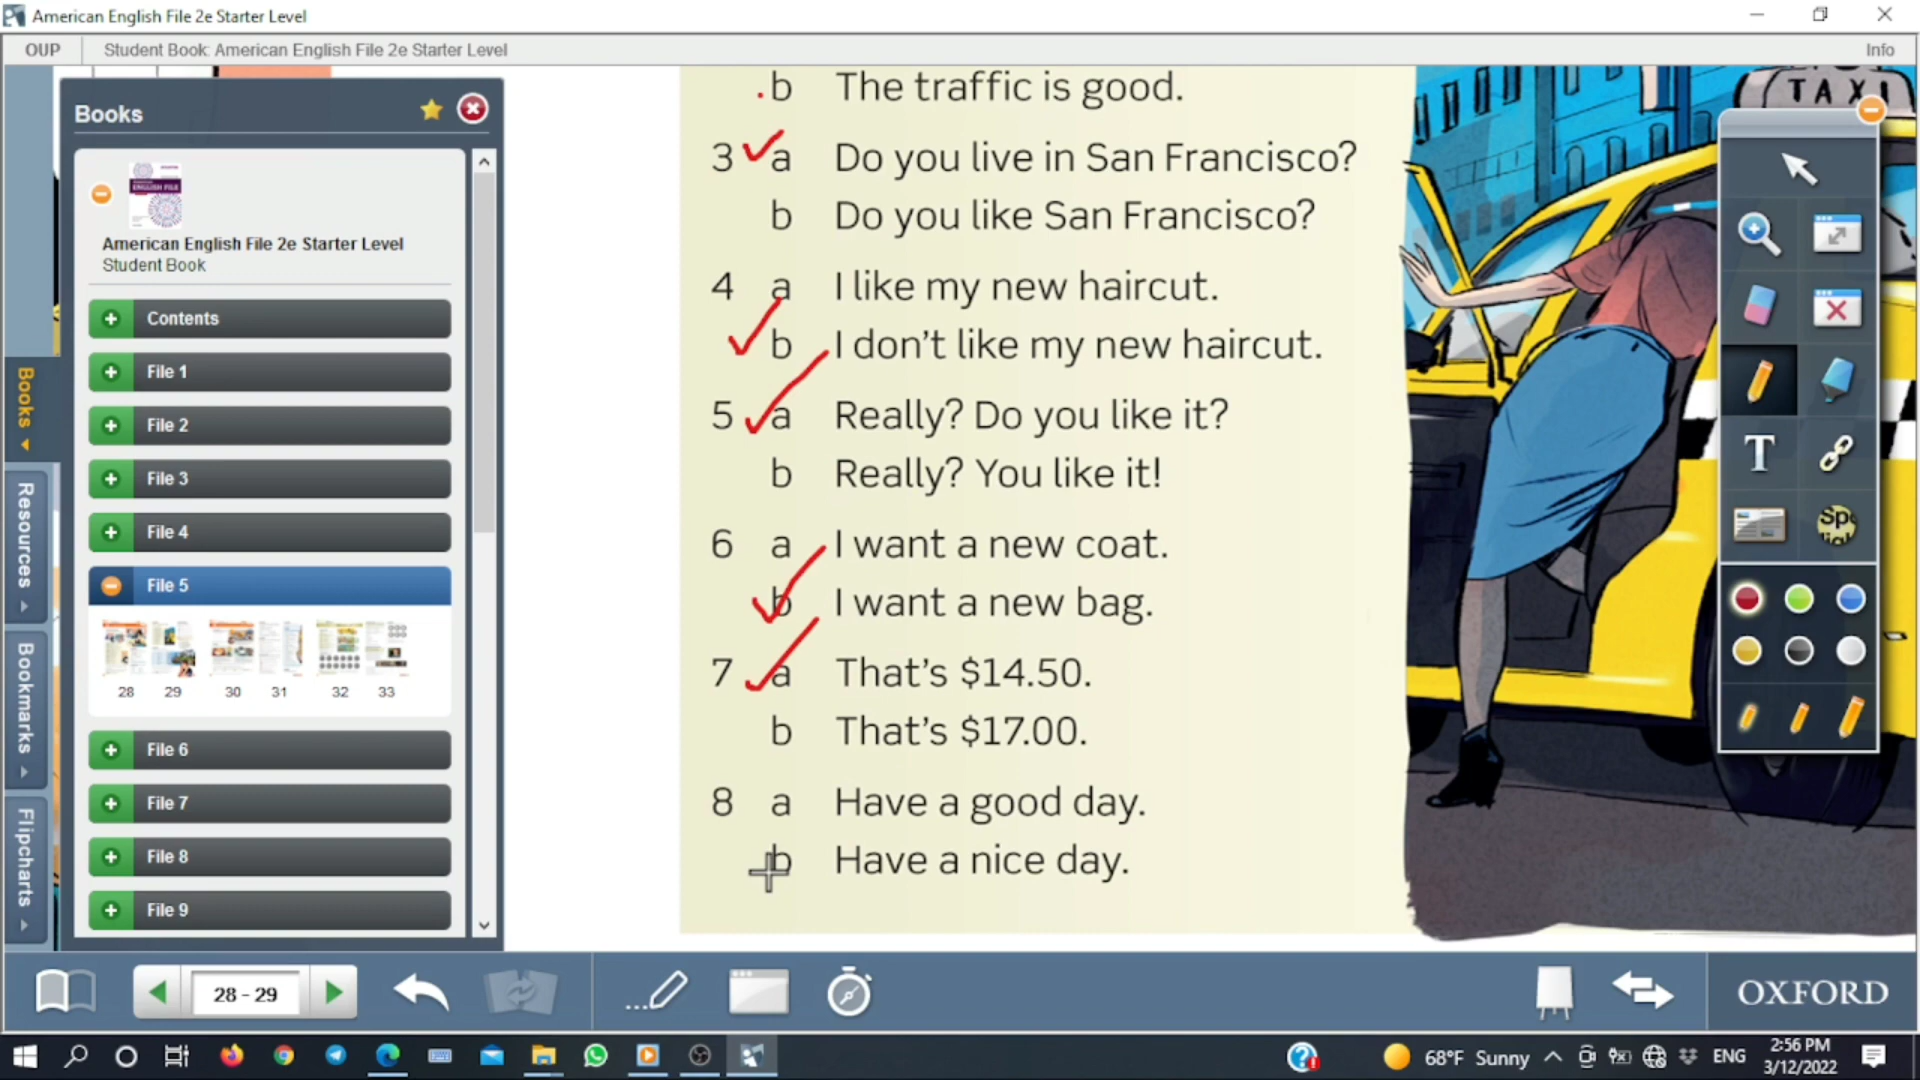 American English File 2e Starter Level
OUP
Student Book: American English File 2e Starter Level
Info
Books
ENGLISH FILE
American English File 2e Starter Level
Student Book
Contents
File 1
File 2
File 3
File 4
File 5
28 29 30 31 32 33
File 6
File 7
File 8
File 9
Books
Resources
Bookmarks
Flipcharts
b The traffic is good.
3 a Do you live in San Francisco?
b Do you like San Francisco?
4 a I like my new haircut.
b I don't like my new haircut.
5 a Really? Do you like it?
b Really? You like it!
6 a I want a new coat.
b I want a new bag.
7 a That's $14.50.
b That's $17.00.
8 a Have a good day.
b Have a nice day.
TAXI
T
28 - 29
OXFORD
68°F Sunny
ENG
2:56 PM
3/12/2022